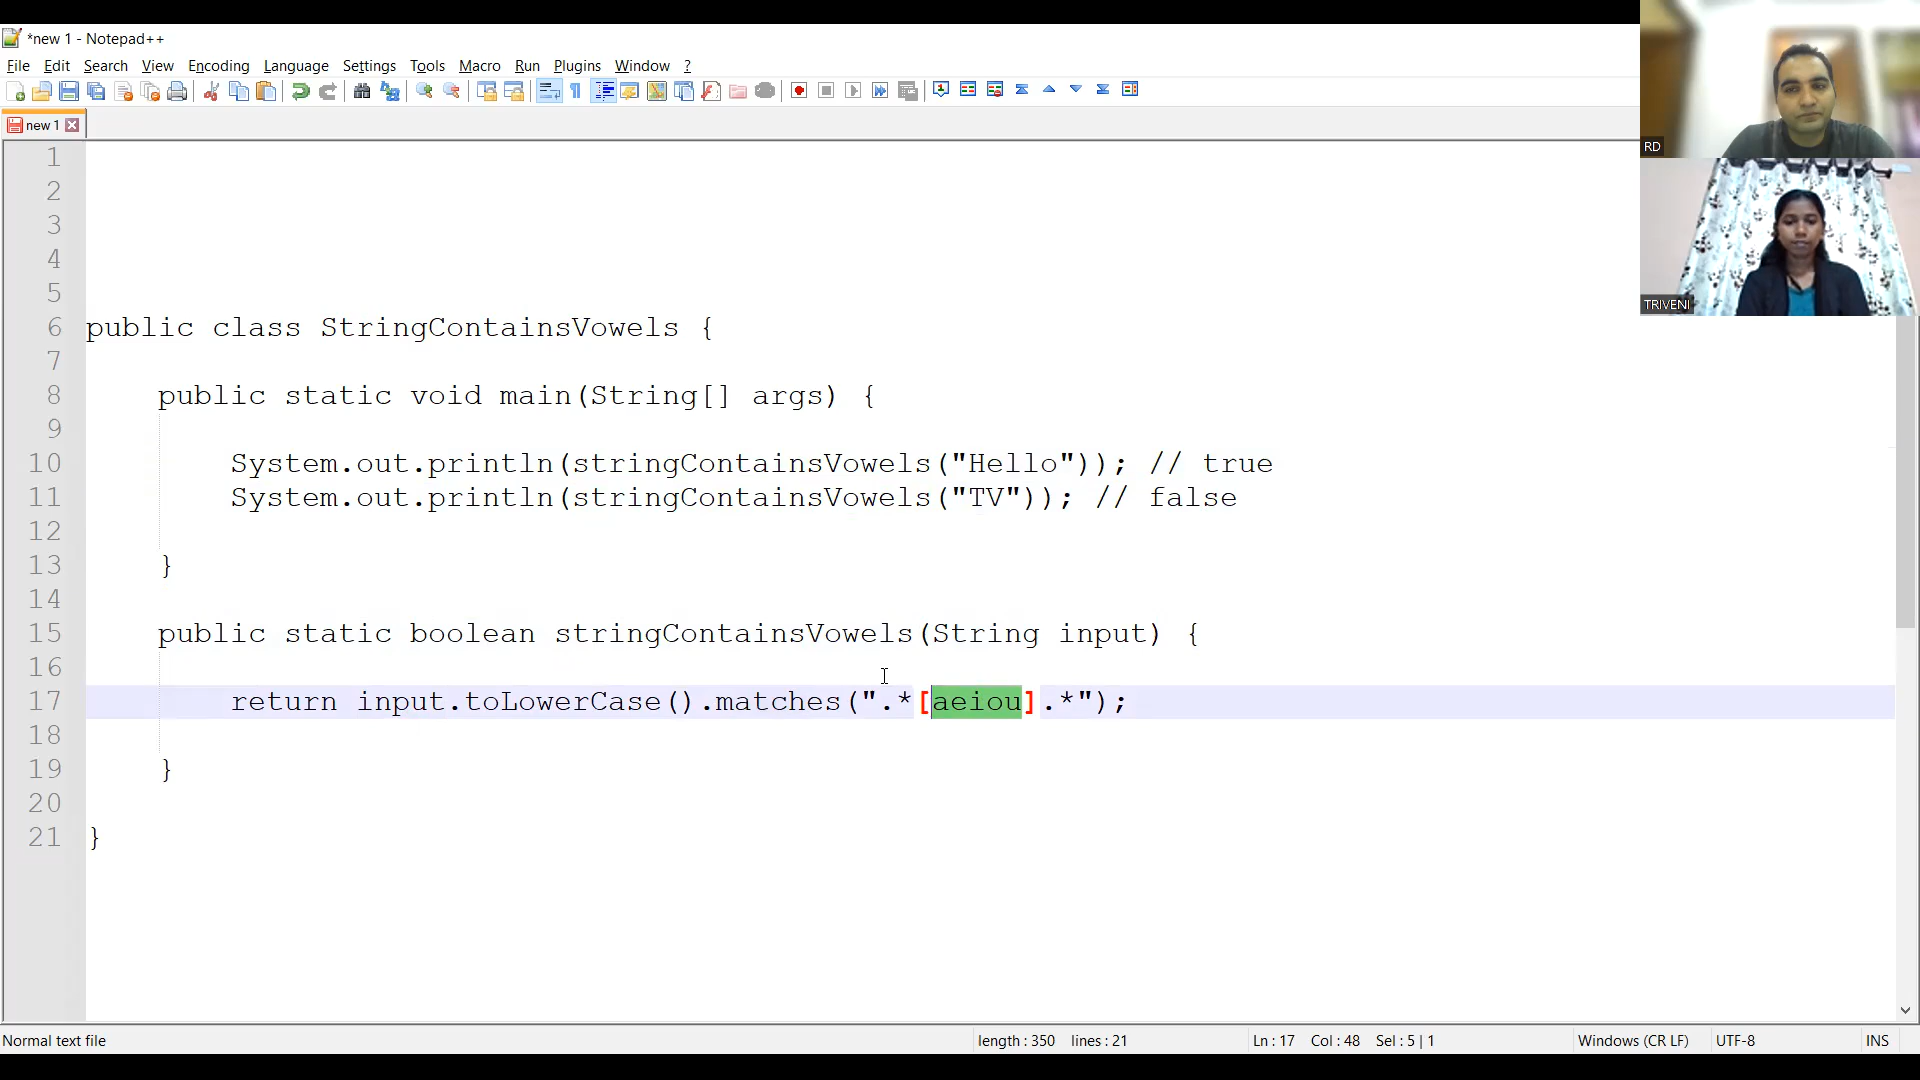 *new 1 - Notepad++
File Edit Search View Encoding Language Settings Tools Macro Run Plugins Window ?
new 1
RD
TRIVENI
1
2
3
4
5
6 public class StringContainsVowels {
7
8 public static void main(String[] args) {
9
10 System.out.println(stringContainsVowels("Hello")); // true
11 System.out.println(stringContainsVowels("TV")); // false
12
13 }
14
15 public static boolean stringContainsVowels(String input) {
16
17 return input.toLowerCase().matches(".*[aeiou].*");
18
19 }
20
21 }
Normal text file length : 350 lines : 21 Ln : 17 Col : 48 Sel : 5 | 1 Windows (CR LF) UTF-8 INS